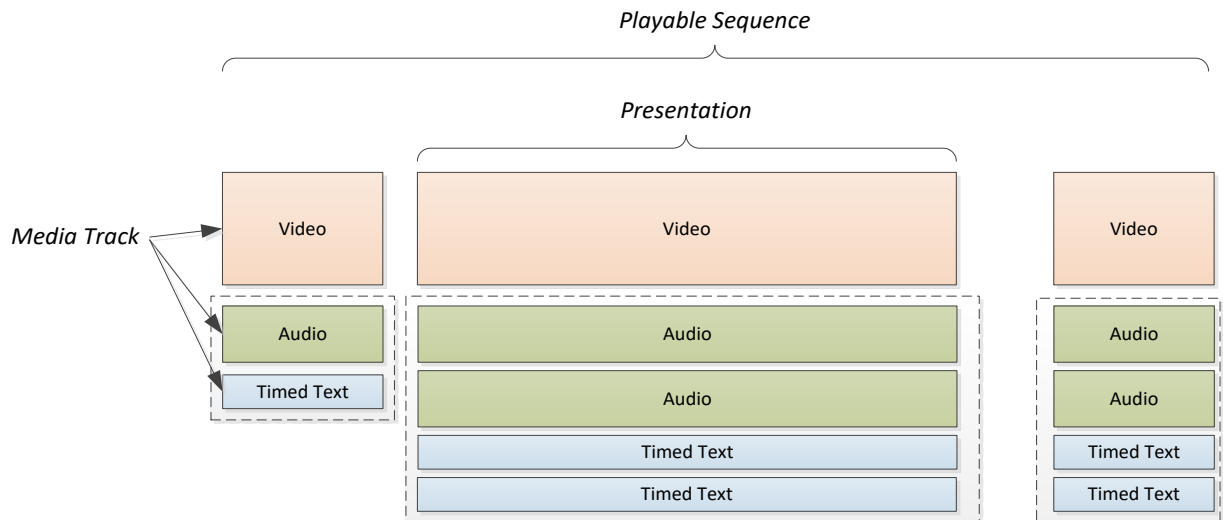 Playable Sequence
Presentation
Media Track
Video
Video
Video
Audio
Audio
Audio
Timed Text
Audio
Audio
Timed Text
Timed Text
Timed Text
Timed Text